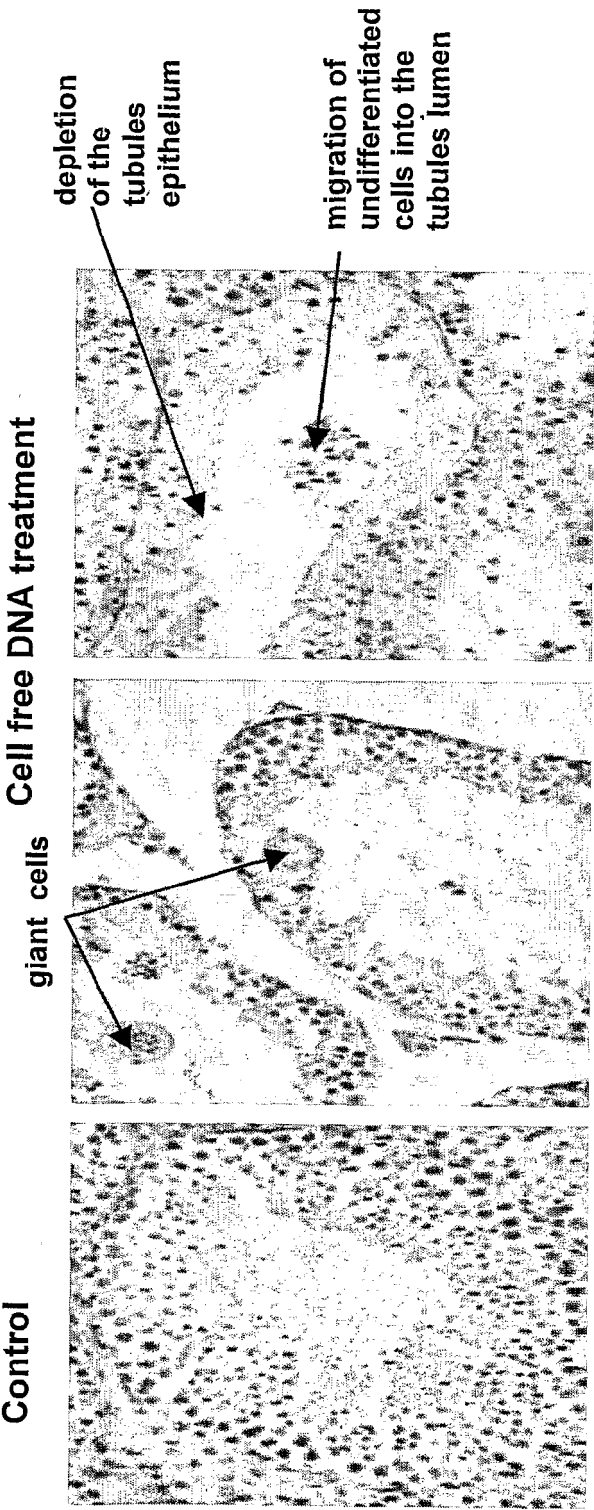 Control
Cell free DNA treatment
giant cells
depletion
of the
tubules
epithelium
migration of
undifferentiated
cells into the
tubules lumen